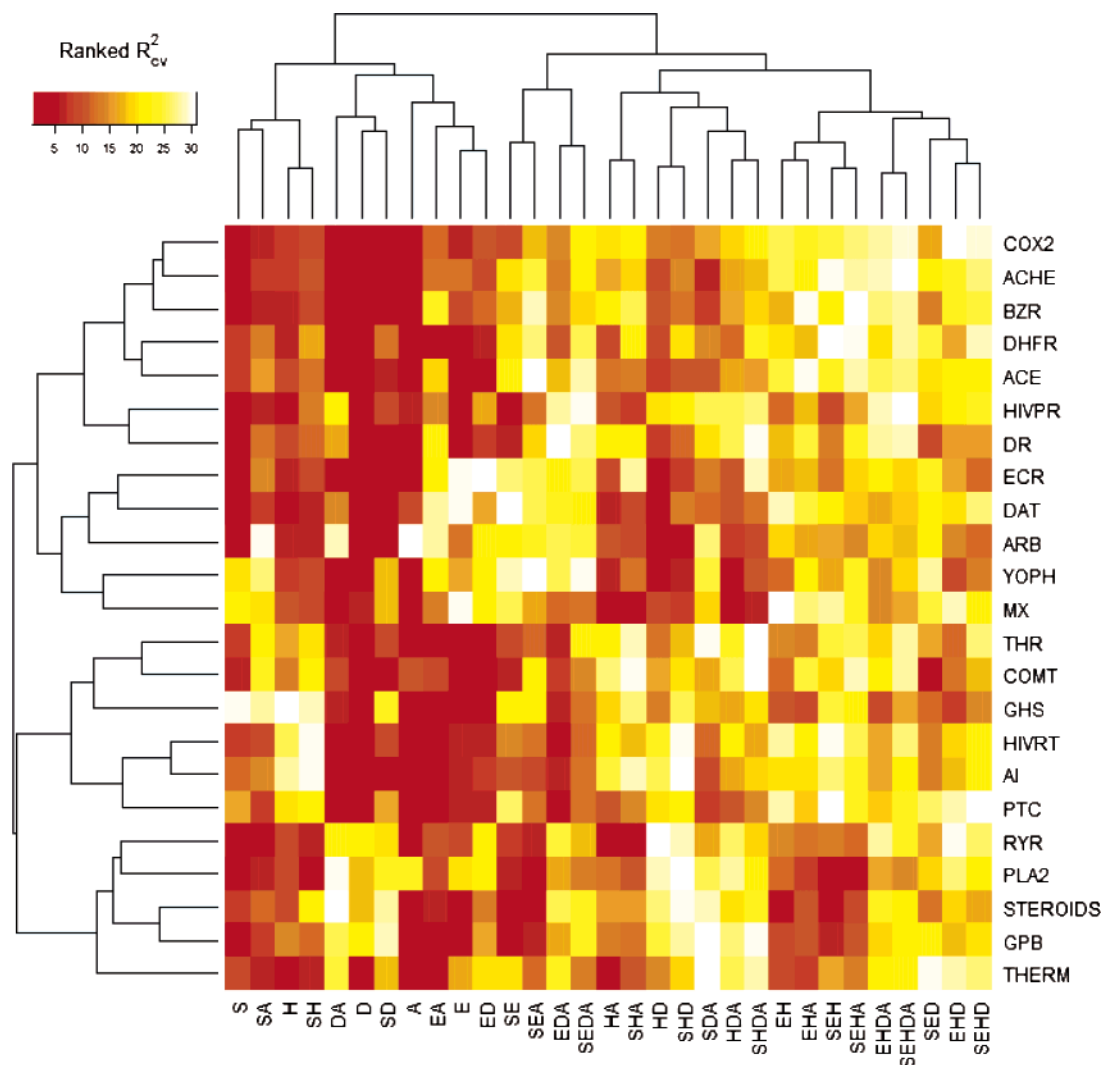 Ranked R²cv
5 10 15 20 25 30
COX2
ACHE
BZR
DHFR
ACE
HIVPR
DR
ECR
DAT
ARB
YOPH
MX
THR
COMT
GHS
HIVRT
AI
PTC
RYR
PLA2
STEROIDS
GPB
THERM
S SA H SH DA D SD A EA E ED SE SEA EDA SEDA HA SHA HD SHD SDA HDA SHDA EH EHA SEH SEHA EHDA SEHDA SED EHD SEHD